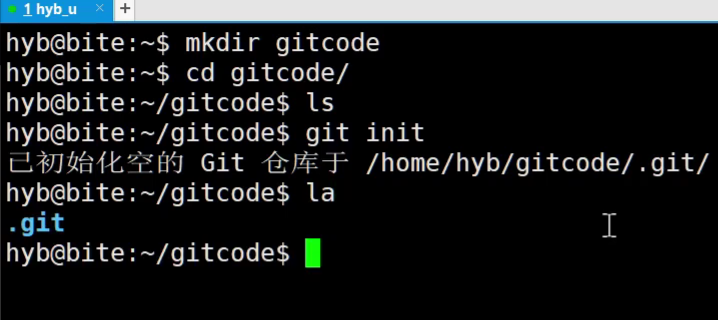 1 hyb_u × +
hyb@bite:~$ mkdir gitcode
hyb@bite:~$ cd gitcode/
hyb@bite:~/gitcode$ ls
hyb@bite:~/gitcode$ git init
已初始化空的 Git 仓库于 /home/hyb/gitcode/.git/
hyb@bite:~/gitcode$ la
.git
hyb@bite:~/gitcode$